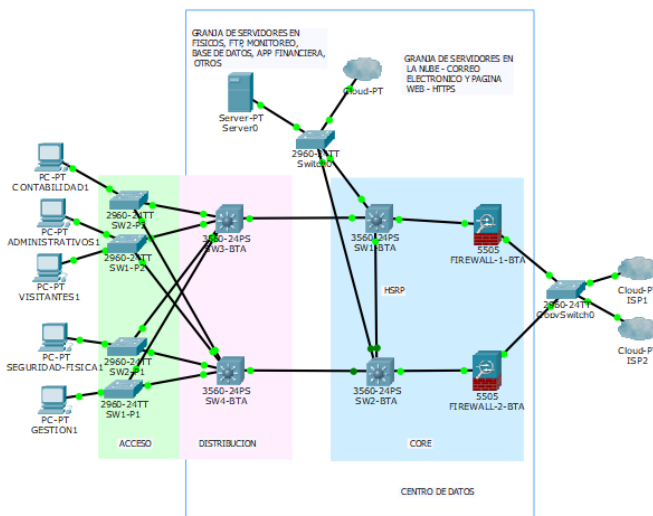 GRANJA DE SERVIDORES EN
FISICOS, FTP, MONITOREO,
BASE DE DATOS, APP FINANCIERA,
OTROS
GRANJA DE SERVIDORES EN
LA NUBE - CORREO
ELECTRONICO Y PAGINA
WEB - HTTPS
Cloud-PT
Server-PT
Server0
2960-24TT
Switch0
PC-PT
CONTABILIDAD1
2960-24TT
SW2-P2
3560-24PS
SW3-BTA
3560-24PS
SW1-BTA
5505
FIREWALL-1-BTA
PC-PT
ADMINISTRATIVOS1
2960-24TT
SW1-P2
PC-PT
VISITANTES1
HSRP
Cloud-PT
ISP1
2960-24TT
CopySwitch0
Cloud-PT
ISP2
PC-PT
SEGURIDAD-FISICA1
2960-24TT
SW2-P1
3560-24PS
SW4-BTA
3560-24PS
SW2-BTA
5505
FIREWALL-2-BTA
PC-PT
GESTION1
2960-24TT
SW1-P1
ACCESO
DISTRIBUCION
CORE
CENTRO DE DATOS